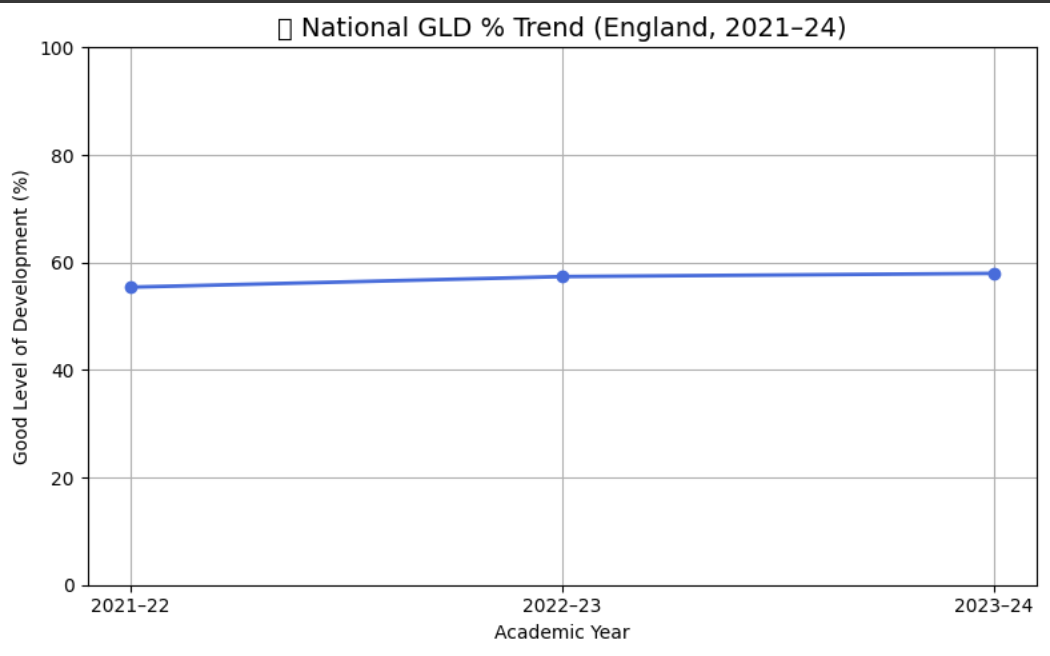 ▯ National GLD % Trend (England, 2021–24)
100
80
60
40
20
0
Good Level of Development (%)
2021–22 2022–23 2023–24
Academic Year